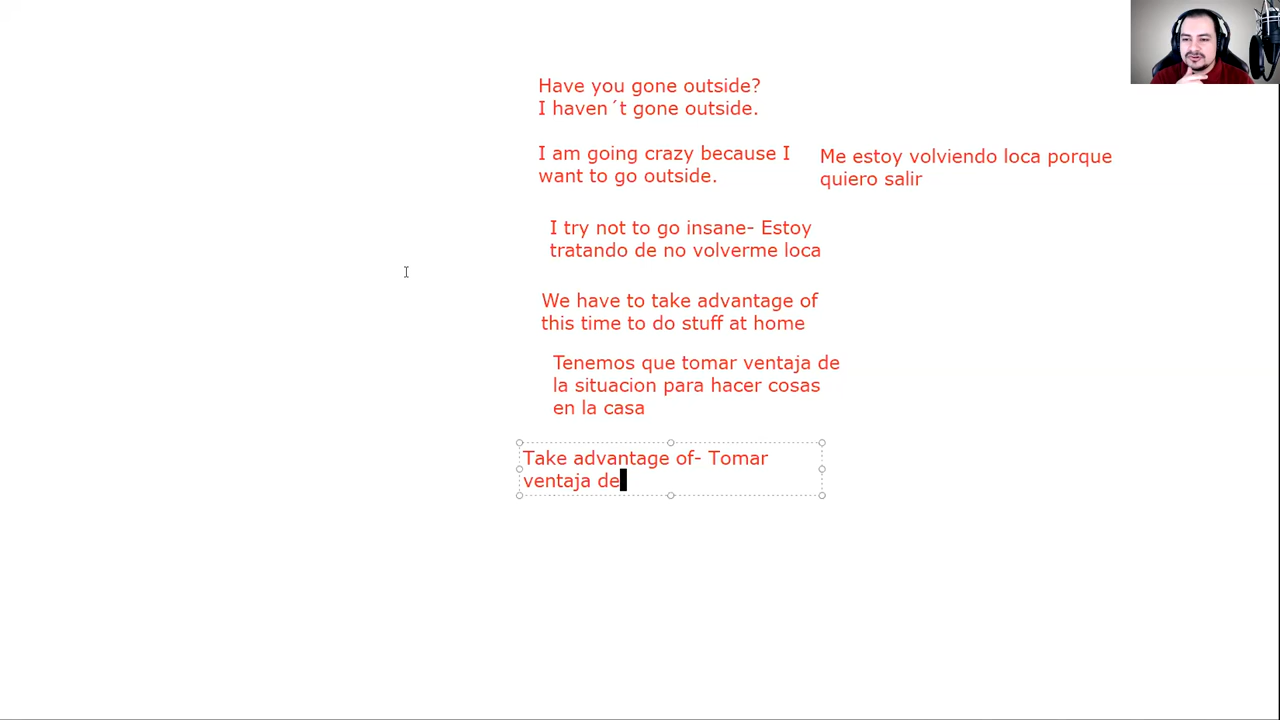 Have you gone outside?
I haven´t gone outside.
I am going crazy because I
want to go outside.
Me estoy volviendo loca porque
quiero salir
I try not to go insane- Estoy
tratando de no volverme loca
We have to take advantage of
this time to do stuff at home
Tenemos que tomar ventaja de
la situacion para hacer cosas
en la casa
Take advantage of- Tomar
ventaja de